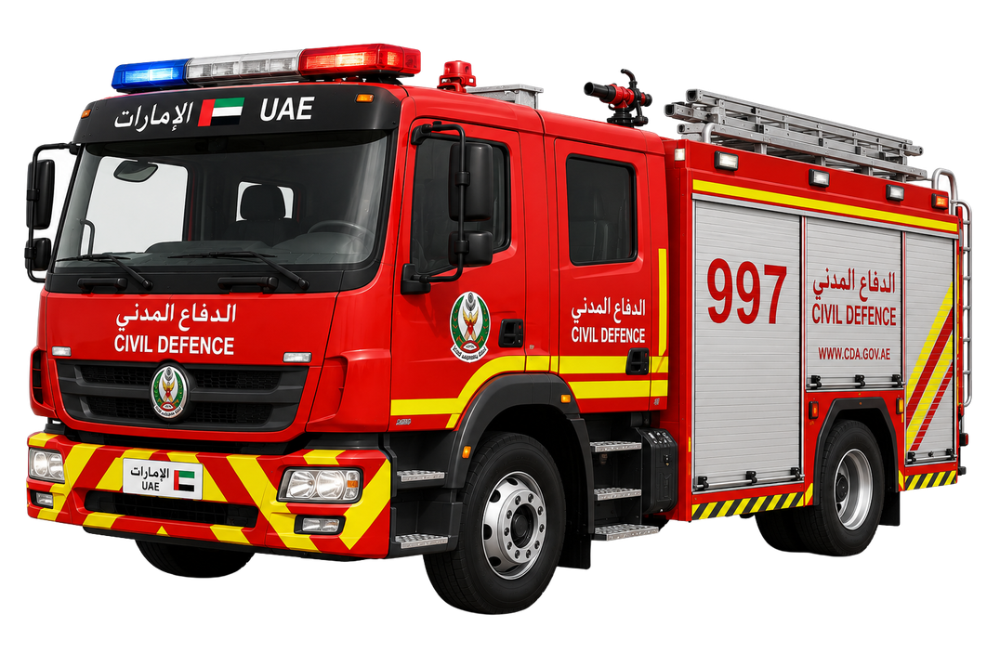 الإمارات UAE
الدفاع المدني
CIVIL DEFENCE
الإمارات
UAE
الدفاع المدني
CIVIL DEFENCE
997
الدفاع المدني
CIVIL DEFENCE
WWW.CDA.GOV.AE